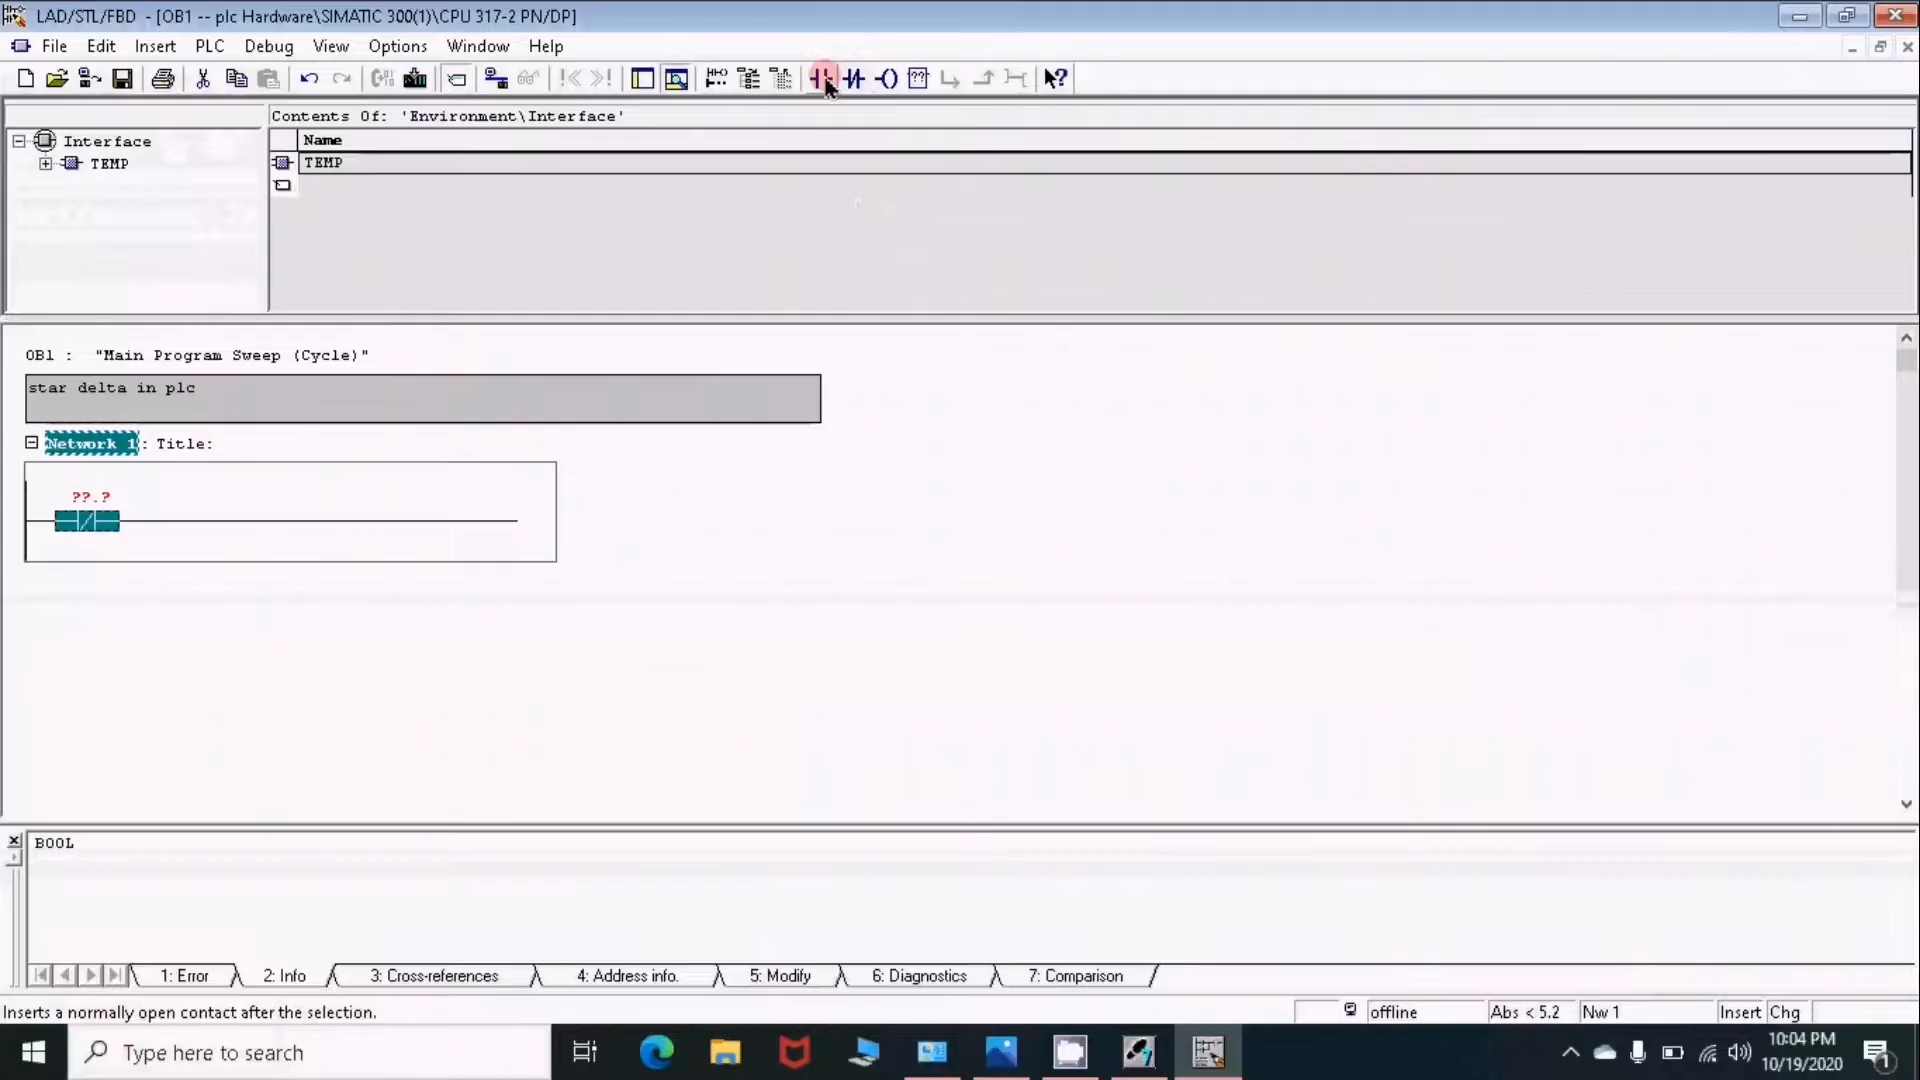 LAD/STL/FBD - [OB1 -- plc Hardware\SIMATIC 300(1)\CPU 317-2 PN/DP]
File Edit Insert PLC Debug View Options Window Help
Contents Of: 'Environment\Interface'
Interface
Name
TEMP
TEMP
OB1 : "Main Program Sweep (Cycle)"
star delta in plc
Network 1: Title:
??.?
BOOL
1: Error 2: Info 3: Cross-references 4: Address info. 5: Modify 6: Diagnostics 7: Comparison
Inserts a normally open contact after the selection.
offline Abs < 5.2 Nw 1 Insert Chg
Type here to search
10:04 PM
10/19/2020
1